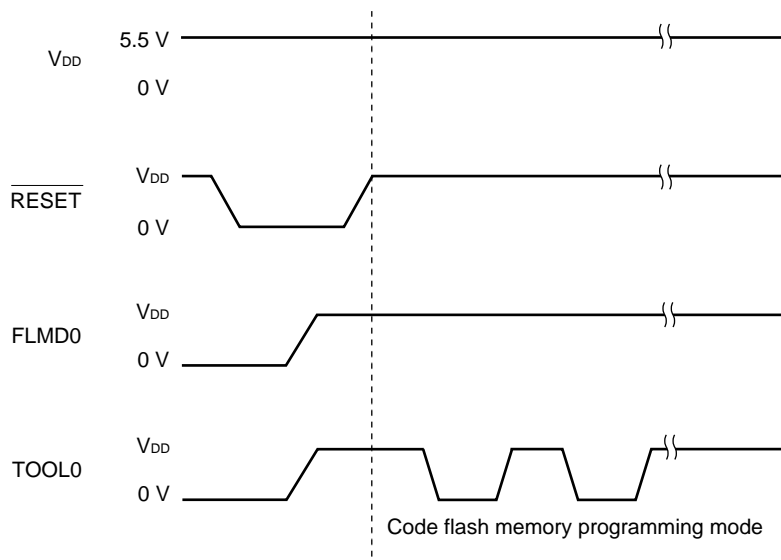 5.5 V
VDD
0 V
VDD
RESET
0 V
VDD
FLMD0
0 V
VDD
TOOL0
0 V
Code flash memory programming mode